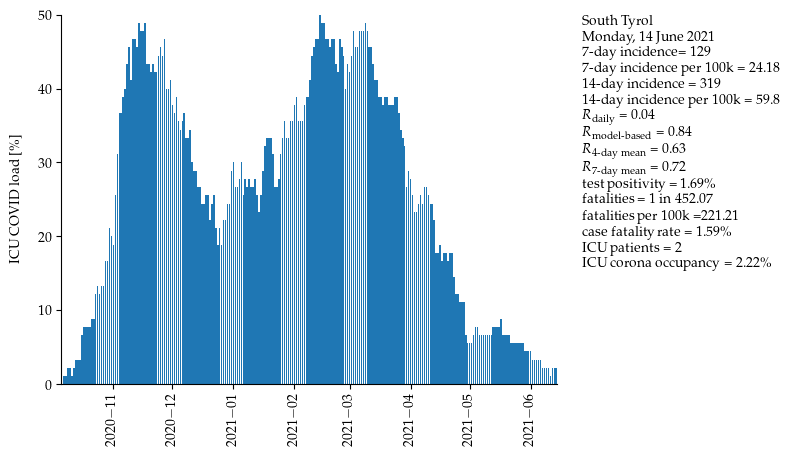 South Tyrol
Monday, 14 June 2021
7-day incidence= 129
7-day incidence per 100k = 24.18
14-day incidence = 319
14-day incidence per 100k = 59.8
R daily = 0.04
R model-based = 0.84
R 4-day mean = 0.63
R 7-day mean = 0.72
test positivity = 1.69%
fatalities = 1 in 452.07
fatalities per 100k =221.21
case fatality rate = 1.59%
ICU patients = 2
ICU corona occupancy = 2.22%
ICU COVID load [%]
50
40
30
20
10
0
2020−11
2020−12
2021−01
2021−02
2021−03
2021−04
2021−05
2021−06